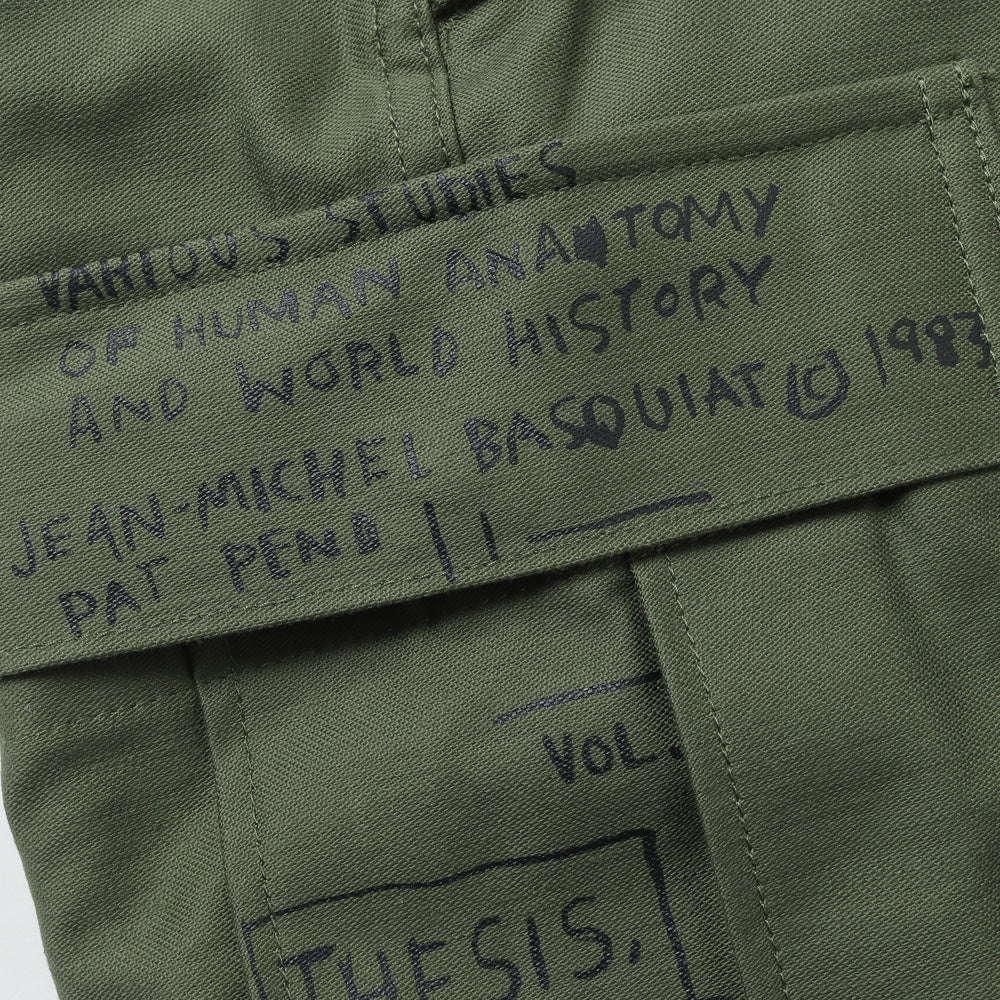 VARIOUS STUDIES
OF HUMAN ANATOMY
AND WORLD HISTORY
JEAN-MICHEL BASQUIAT © 1983
PAT PEND
VOL.
THESIS.